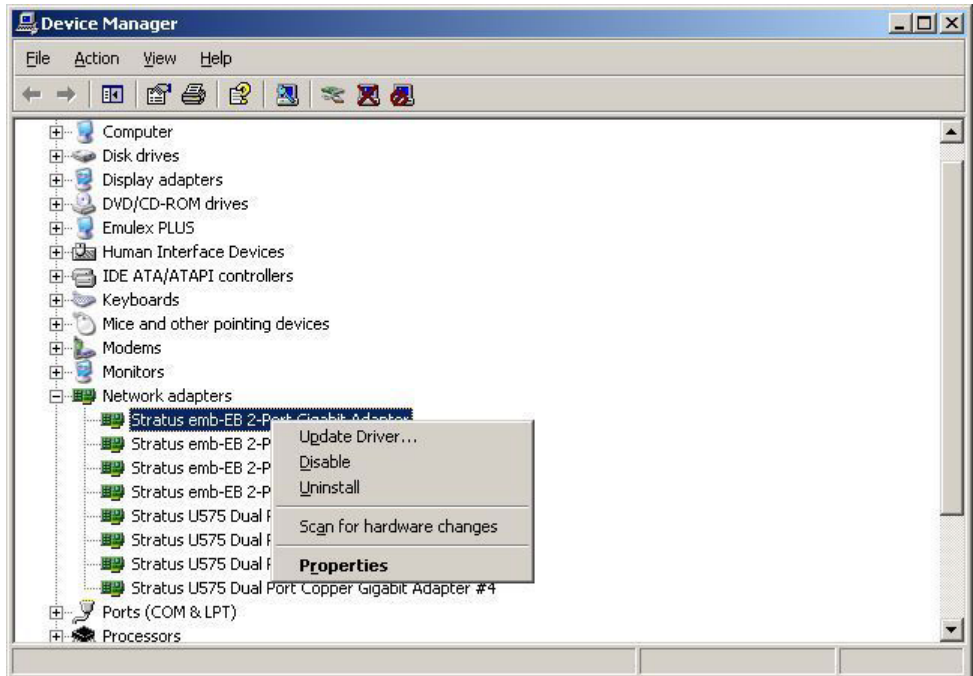 Device Manager
File Action View Help
Computer
Disk drives
Display adapters
DVD/CD-ROM drives
Emulex PLUS
Human Interface Devices
IDE ATA/ATAPI controllers
Keyboards
Mice and other pointing devices
Modems
Monitors
Network adapters
Stratus emb-EB 2-Port Gigabit Adapter
Stratus emb-EB 2-P
Stratus emb-EB 2-P
Stratus emb-EB 2-P
Stratus U575 Dual
Stratus U575 Dual
Stratus U575 Dual
Stratus U575 Dual Port Copper Gigabit Adapter #4
Ports (COM & LPT)
Processors
Update Driver...
Disable
Uninstall
Scan for hardware changes
Properties